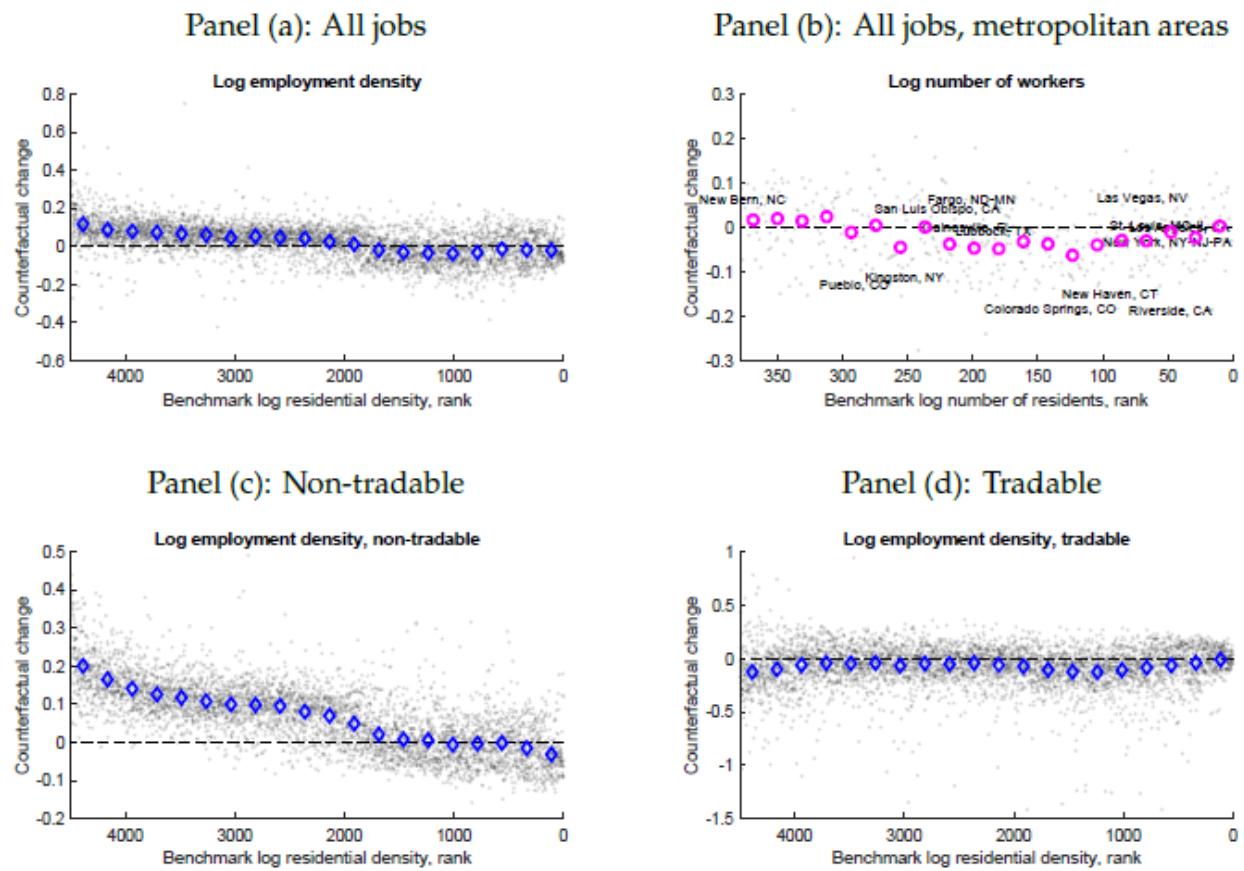 Panel (a): All jobs
Log employment density
0.8
0.6
0.4
0.2
0
-0.2
-0.4
-0.6
Counterfactual change
4000 3000 2000 1000 0
Benchmark log residential density, rank
Panel (b): All jobs, metropolitan areas
Log number of workers
0.3
0.2
0.1
0
-0.1
-0.2
-0.3
Counterfactual change
New Bern, NC
Fargo, ND-MN
Las Vegas, NV
San Luis Obispo, CA
New York, NY-NJ-PA
Kingston, NY
Pueblo, CO
New Haven, CT
Colorado Springs, CO
Riverside, CA
350 300 250 200 150 100 50 0
Benchmark log number of residents, rank
Panel (c): Non-tradable
Log employment density, non-tradable
0.5
0.4
0.3
0.2
0.1
0
-0.1
-0.2
Counterfactual change
4000 3000 2000 1000 0
Benchmark log residential density, rank
Panel (d): Tradable
Log employment density, tradable
1
0.5
0
-0.5
-1
-1.5
Counterfactual change
4000 3000 2000 1000 0
Benchmark log residential density, rank